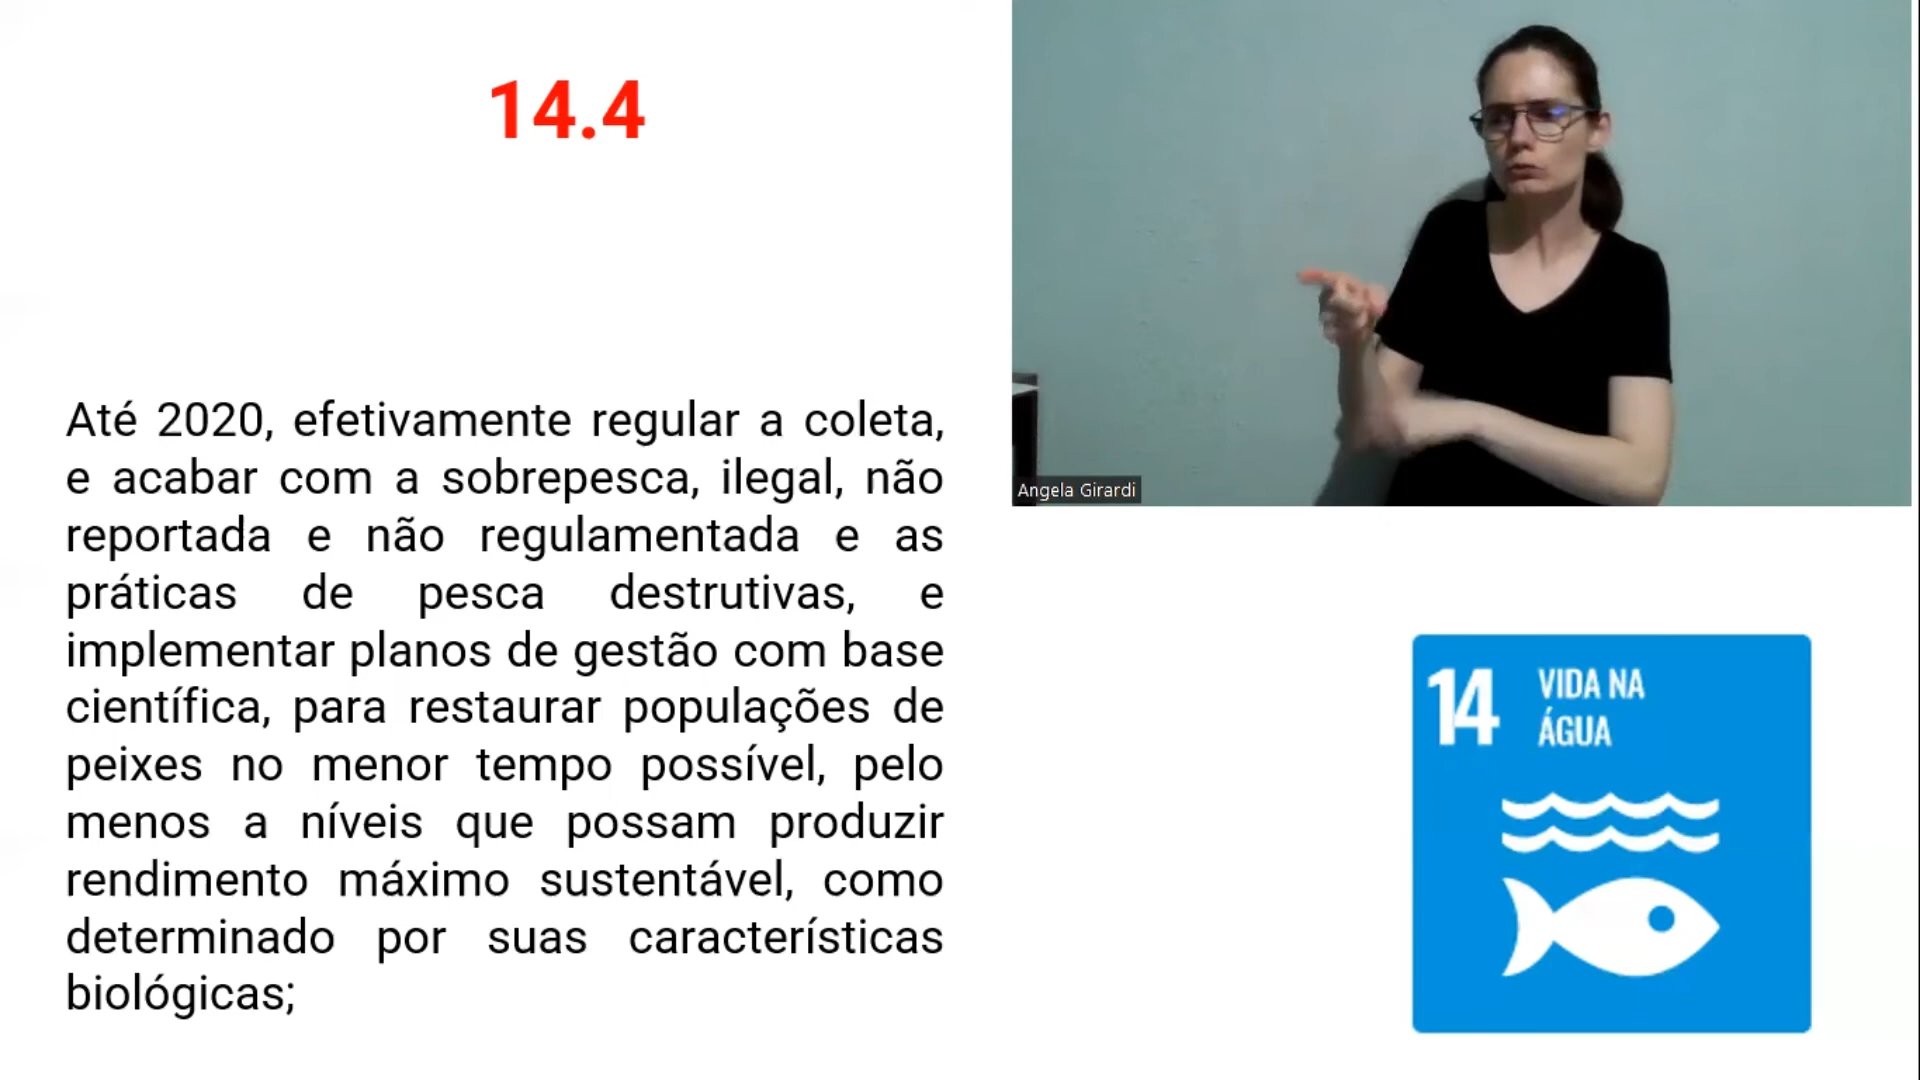 14.4
Até 2020, efetivamente regular a coleta,
e acabar com a sobrepesca, ilegal, não
reportada e não regulamentada e as
práticas de pesca destrutivas, e
implementar planos de gestão com base
científica, para restaurar populações de
peixes no menor tempo possível, pelo
menos a níveis que possam produzir
rendimento máximo sustentável, como
determinado por suas características
biológicas;
Angela Girardi
14 VIDA NA
ÁGUA